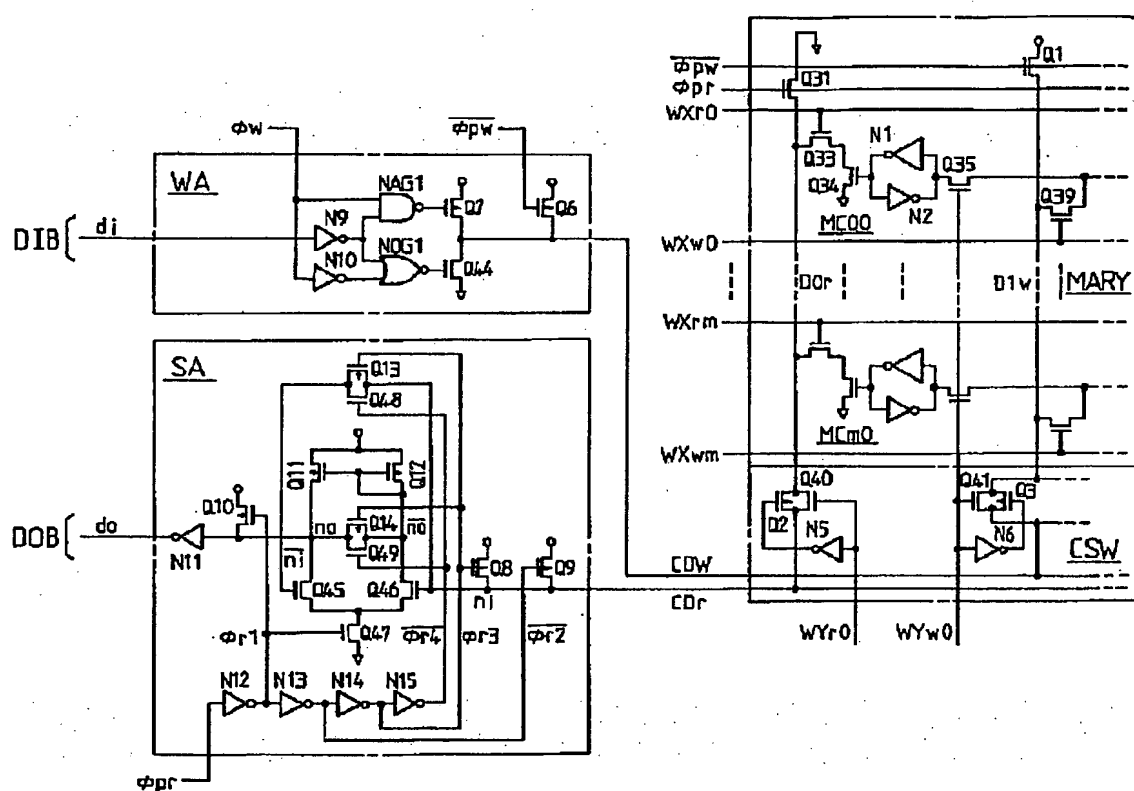 Q1
φpw
φpr
Q31
WXr0
φw
φpw
N1
Q33
Q35
WA
NAG1
Q34
N2
Q39
Q7
Q6
N9
MC00
DIB
di
NOG1
WXw0
N10
Q44
D0r
D1w
MARY
WXrm
SA
Q13
Q48
MCm0
WXwm
Q11
Q12
Q40
Q41
Q3
Q10
DOB
do
no
Q14
no
Q2
N5
N6
N11
ni
Q49
Q8
Q9
CDW
CSW
Q45
Q46
ni
CDr
φr1
Q47
φr4
φr3
φr2
WYr0
WYw0
N12
N13
N14
N15
φpr